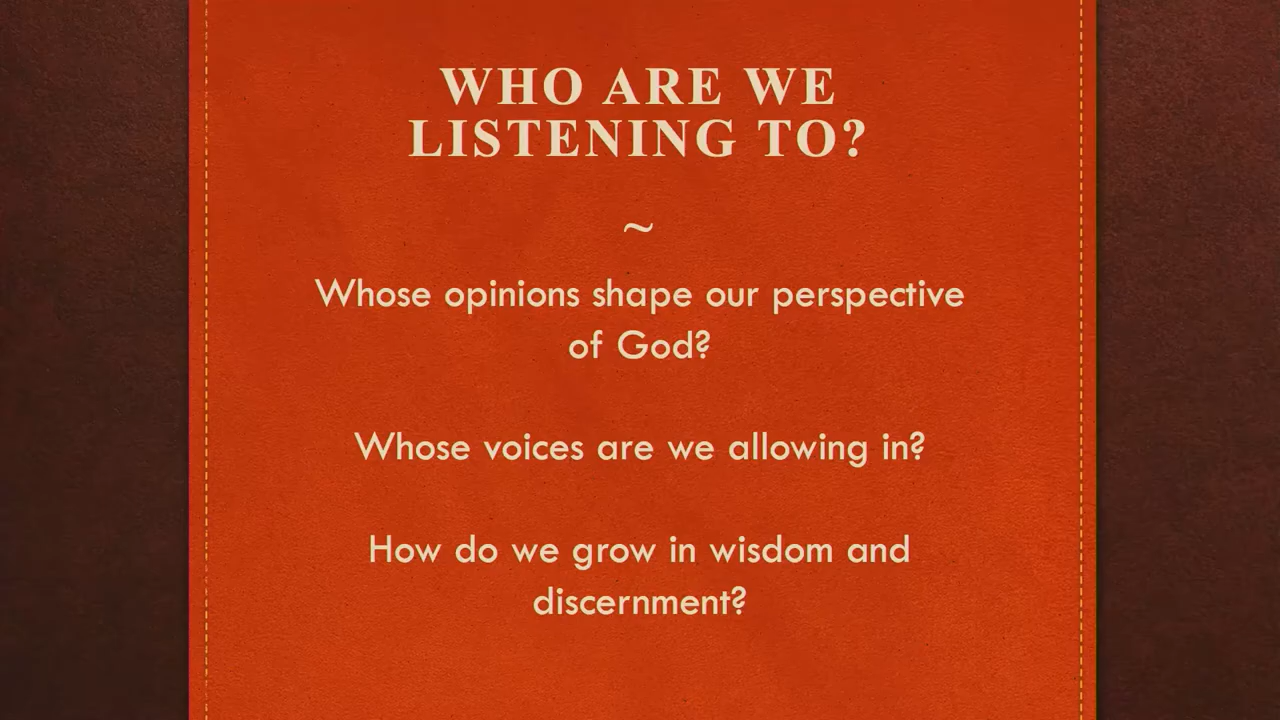 WHO ARE WE
LISTENING TO?
~
Whose opinions shape our perspective
of God?
Whose voices are we allowing in?
How do we grow in wisdom and
discernment?